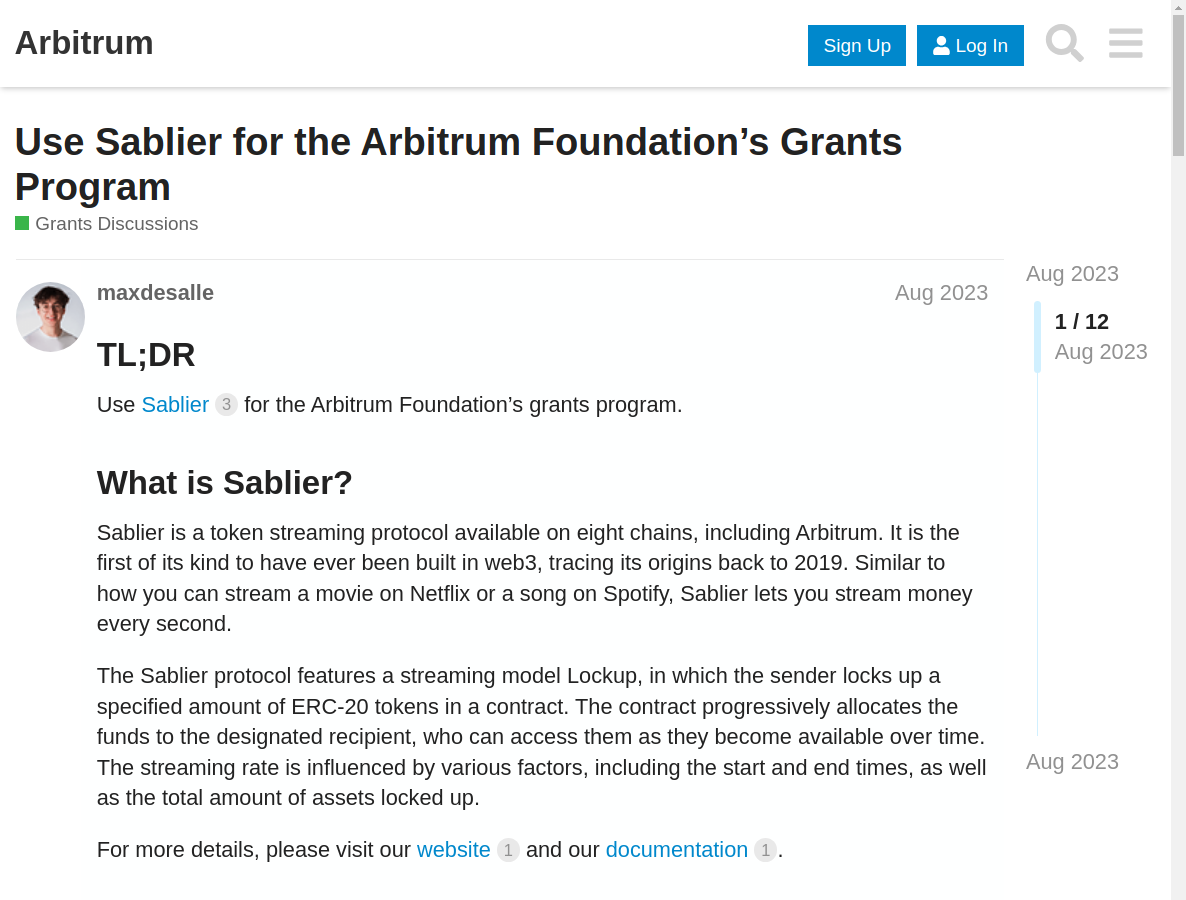 Arbitrum
Sign Up
Log In
Use Sablier for the Arbitrum Foundation’s Grants
Program
Grants Discussions
maxdesalle
Aug 2023
TL;DR
Use Sablier 3 for the Arbitrum Foundation’s grants program.
What is Sablier?
Sablier is a token streaming protocol available on eight chains, including Arbitrum. It is the
first of its kind to have ever been built in web3, tracing its origins back to 2019. Similar to
how you can stream a movie on Netflix or a song on Spotify, Sablier lets you stream money
every second.
The Sablier protocol features a streaming model Lockup, in which the sender locks up a
specified amount of ERC-20 tokens in a contract. The contract progressively allocates the
funds to the designated recipient, who can access them as they become available over time.
The streaming rate is influenced by various factors, including the start and end times, as well
as the total amount of assets locked up.
For more details, please visit our website 1 and our documentation 1.
Aug 2023
1 / 12
Aug 2023
Aug 2023